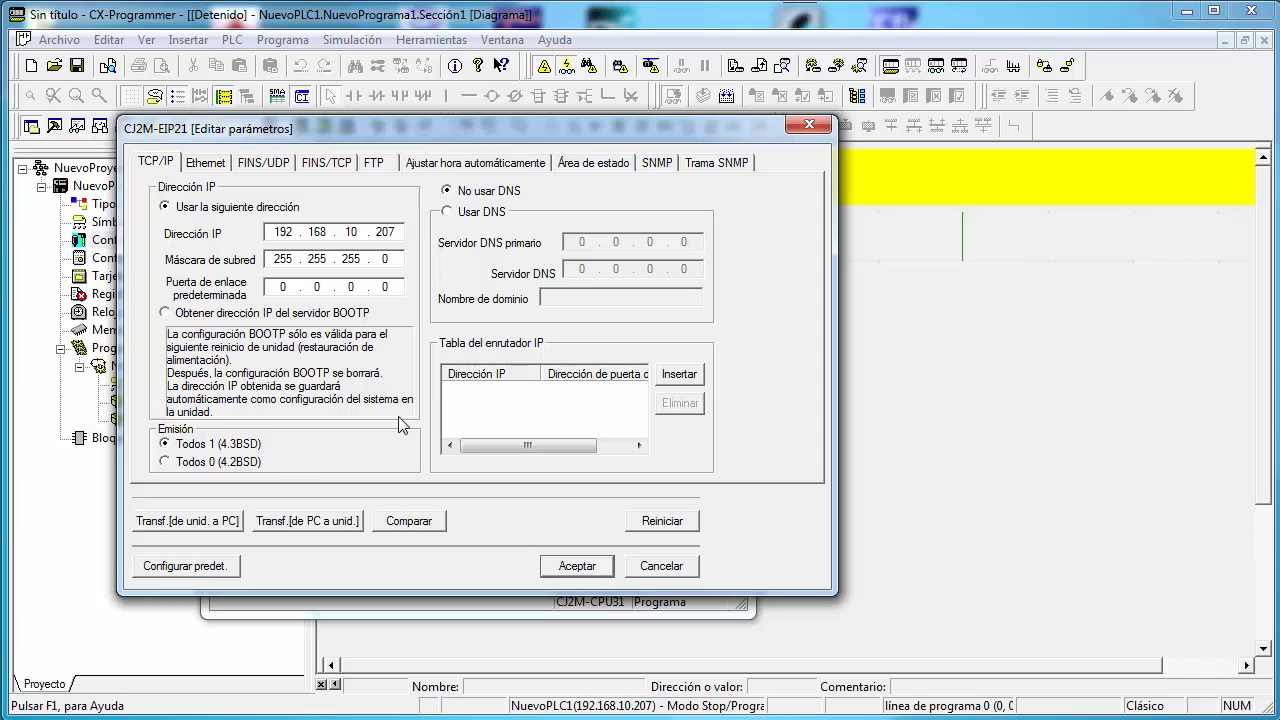 Sin título - CX-Programmer - [[Detenido] - NuevoPLC1.NuevoPrograma1.Sección1 [Diagrama]]
Archivo Editar Ver Insertar PLC Programa Simulación Herramientas Ventana Ayuda
CJ2M-EIP21 [Editar parámetros]
TCP/IP Ethernet FINS/UDP FINS/TCP FTP Ajustar hora automáticamente Área de estado SNMP Trama SNMP
NuevoProye
NuevoP
Tipo
Símb
Conf
Conf
Tarje
Regi
Reloj
Mem
Prog
N
Bloq
Dirección IP
Usar la siguiente dirección
Dirección IP 192 . 168 . 10 . 207
Máscara de subred 255 . 255 . 255 . 0
Puerta de enlace
predeterminada 0 . 0 . 0 . 0
Obtener dirección IP del servidor BOOTP
La configuración BOOTP sólo es válida para el
siguiente reinicio de unidad (restauración de
alimentación).
Después, la configuración BOOTP se borrará.
La dirección IP obtenida se guardará
automáticamente como configuración del sistema en
la unidad.
Emisión
Todos 1 (4.3BSD)
Todos 0 (4.2BSD)
No usar DNS
Usar DNS
Servidor DNS primario 0 . 0 . 0 . 0
Servidor DNS 0 . 0 . 0 . 0
Nombre de dominio
Tabla del enrutador IP
Dirección IP Dirección de puerta d
Insertar
Eliminar
Transf.[de unid. a PC] Transf.[de PC a unid.] Comparar Reiniciar
Configurar predet. Aceptar Cancelar
CJ2M-CPU31 Programa
Proyecto
Nombre: Dirección o valor: Comentario:
Pulsar F1, para Ayuda NuevoPLC1(192.168.10.207) - Modo Stop/Progra línea de programa 0 (0, 0 Clásico NUM